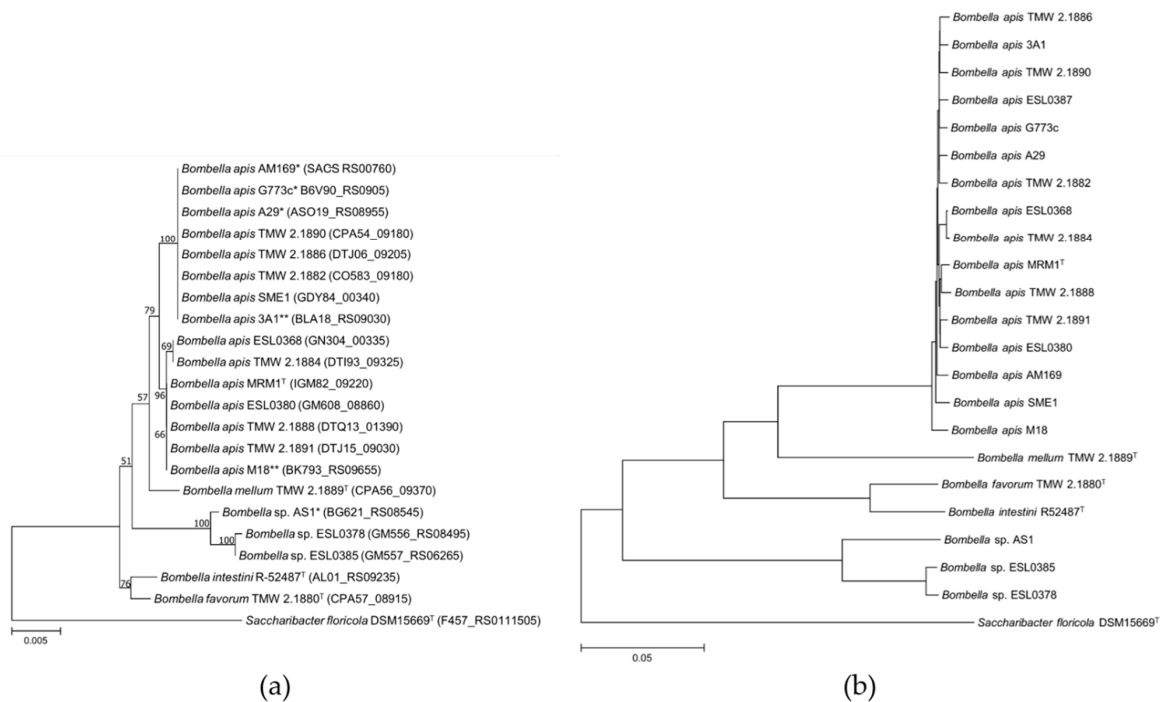 Bombella apis AM169* (SACS RS00760)
Bombella apis G773c* B6V90_RS0905)
Bombella apis A29* (ASO19_RS08955)
Bombella apis TMW 2.1890 (CPA54_09180)
Bombella apis TMW 2.1886 (DTJ06_09205)
Bombella apis TMW 2.1882 (CO583_09180)
Bombella apis SME1 (GDY84_00340)
Bombella apis 3A1** (BLA18_RS09030)
Bombella apis ESL0368 (GN304_00335)
Bombella apis TMW 2.1884 (DTI93_09325)
Bombella apis MRM1ᵀ (IGM82_09220)
Bombella apis ESL0380 (GM608_08860)
Bombella apis TMW 2.1888 (DTQ13_01390)
Bombella apis TMW 2.1891 (DTJ15_09030)
Bombella apis M18** (BK793_RS09655)
Bombella mellum TMW 2.1889ᵀ (CPA56_09370)
Bombella sp. AS1* (BG621_RS08545)
Bombella sp. ESL0378 (GM556_RS08495)
Bombella sp. ESL0385 (GM557_RS06265)
Bombella intestini R-52487ᵀ (AL01_RS09235)
Bombella favorum TMW 2.1880ᵀ (CPA57_08915)
Saccharibacter floricola DSM15669ᵀ (F457_RS0111505)
100
79
69
96
57
66
51
100
100
76
0.005
(a)
Bombella apis TMW 2.1886
Bombella apis 3A1
Bombella apis TMW 2.1890
Bombella apis ESL0387
Bombella apis G773c
Bombella apis A29
Bombella apis TMW 2.1882
Bombella apis ESL0368
Bombella apis TMW 2.1884
Bombella apis MRM1ᵀ
Bombella apis TMW 2.1888
Bombella apis TMW 2.1891
Bombella apis ESL0380
Bombella apis AM169
Bombella apis SME1
Bombella apis M18
Bombella mellum TMW 2.1889ᵀ
Bombella favorum TMW 2.1880ᵀ
Bombella intestini R52487ᵀ
Bombella sp. AS1
Bombella sp. ESL0385
Bombella sp. ESL0378
Saccharibacter floricola DSM15669ᵀ
0.05
(b)